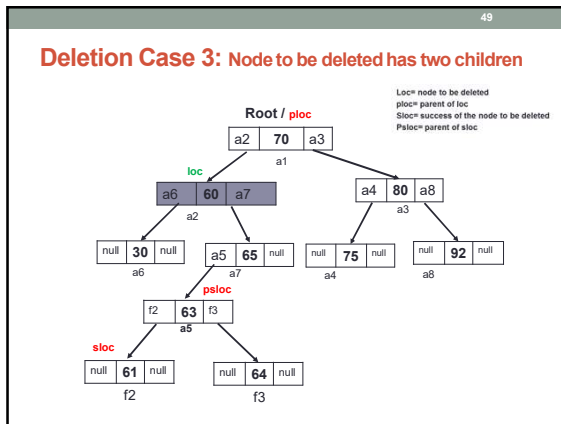 49
Deletion Case 3: Node to be deleted has two children
Loc= node to be deleted
ploc= parent of loc
Sloc= success of the node to be deleted
Psloc= parent of sloc
Root / ploc
a2 70 a3
a1
loc
a6 60 a7
a2
a4 80 a8
a3
null 30 null
a6
a5 65 null
a7
null 75 null
a4
null 92 null
a8
psloc
f2 63 f3
a5
sloc
null 61 null
f2
null 64 null
f3